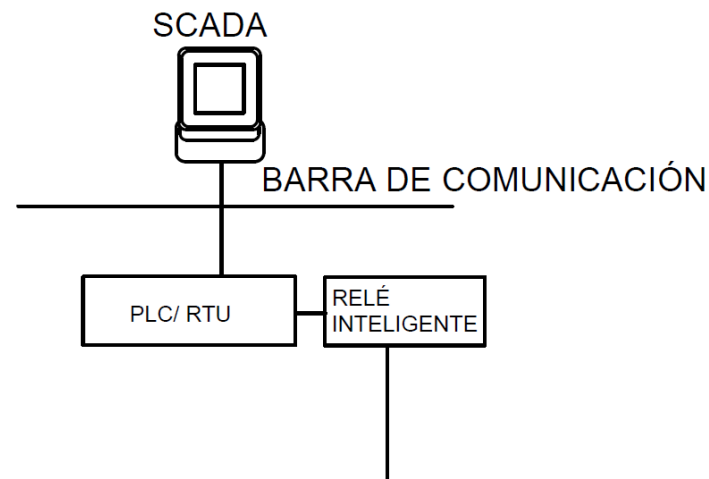 SCADA
BARRA DE COMUNICACIÓN
PLC/ RTU
RELÉ
INTELIGENTE